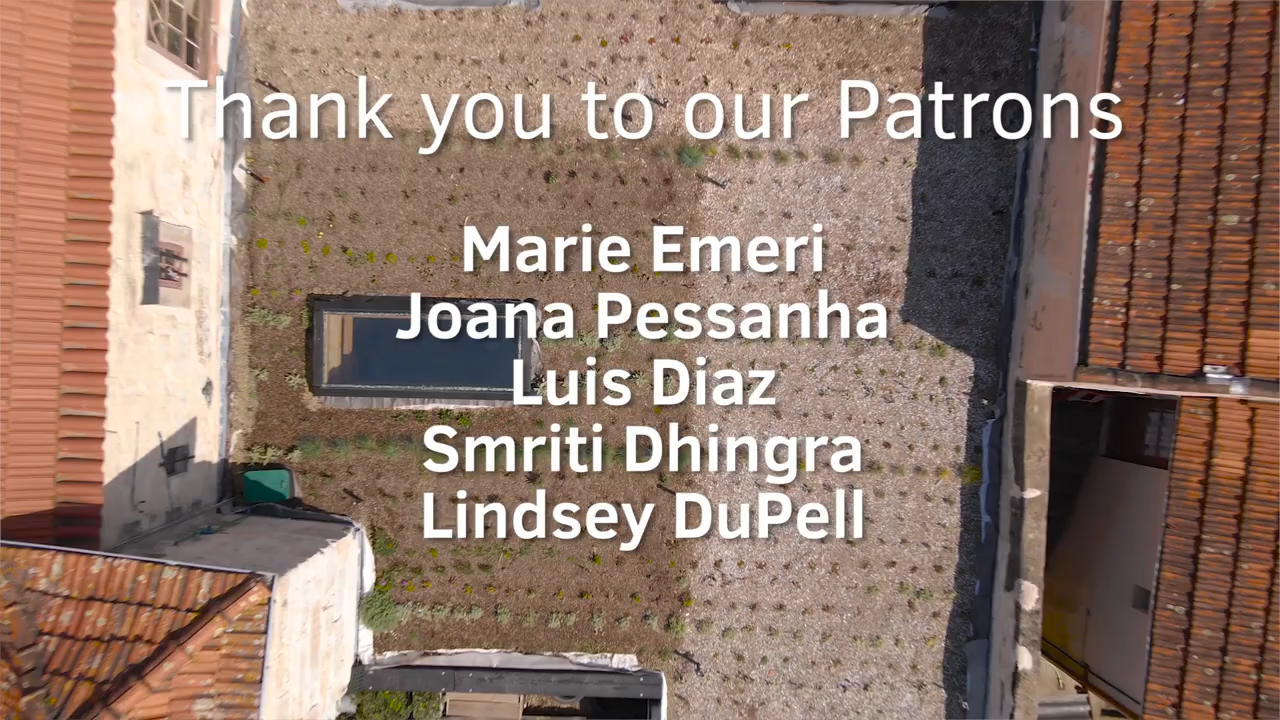 Thank you to our Patrons
Marie Emeri
Joana Pessanha
Luis Diaz
Smriti Dhingra
Lindsey DuPell